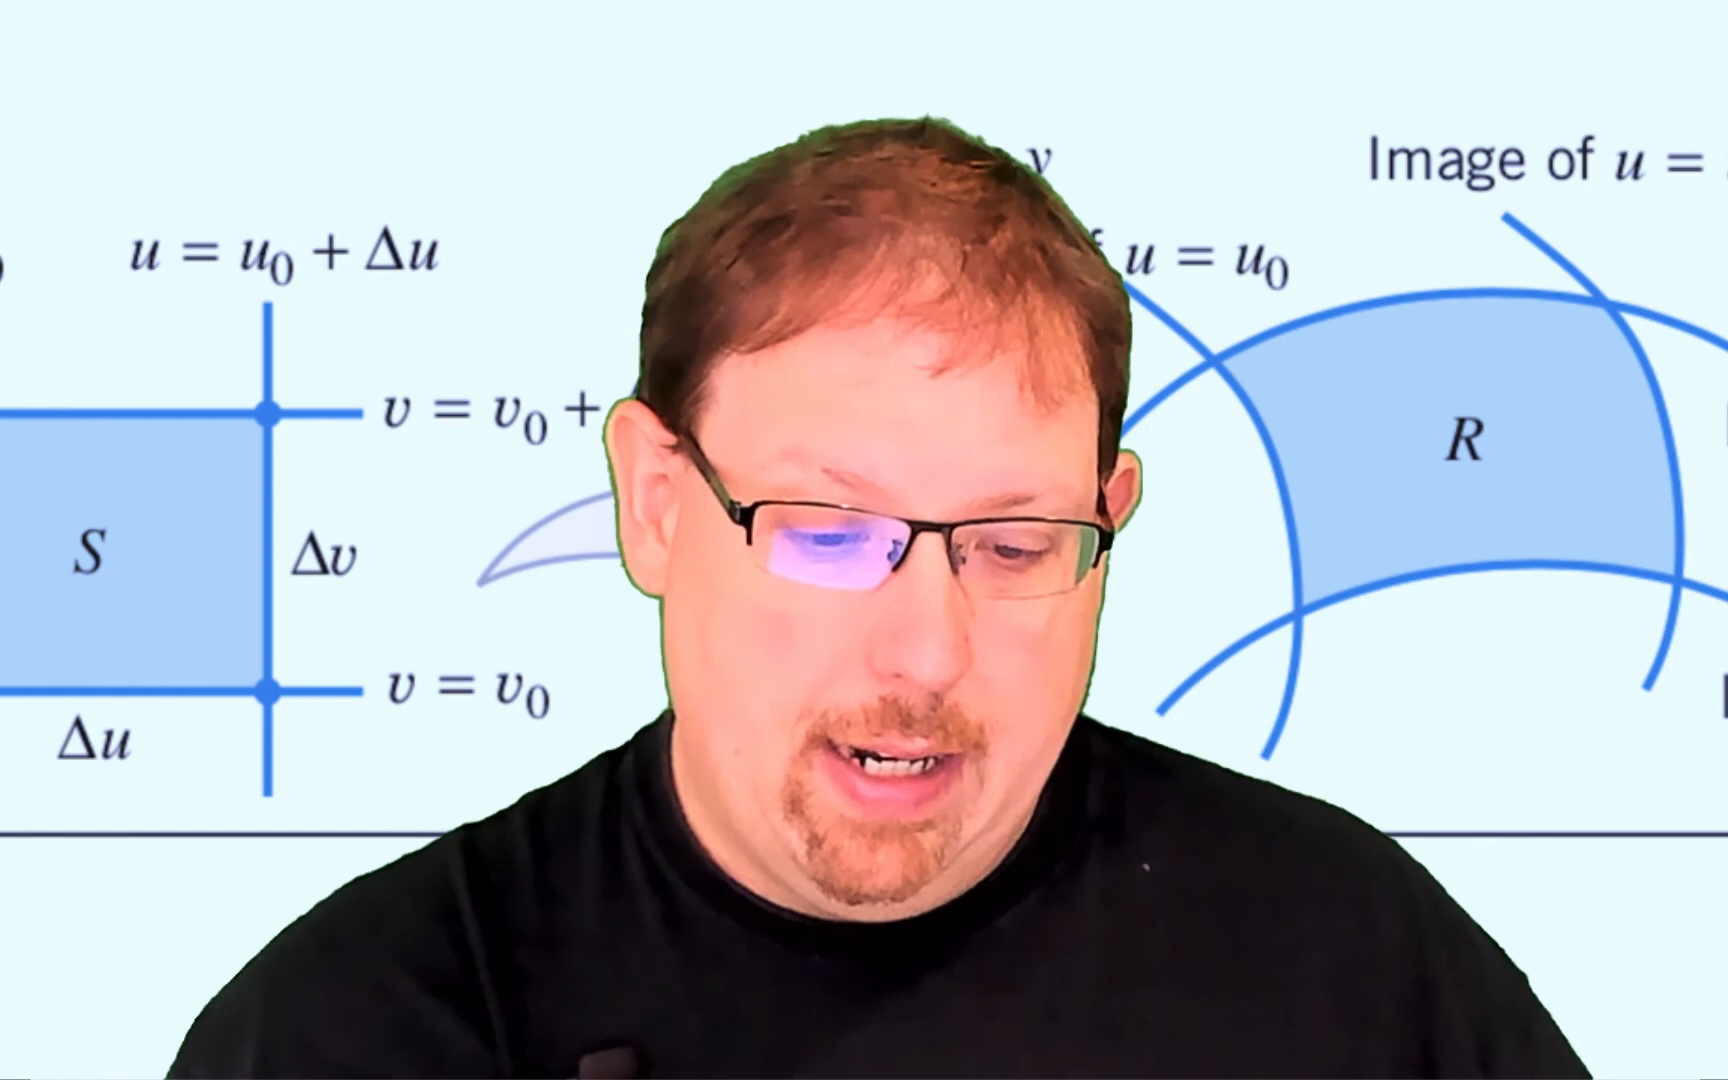 y
Image of u =
u = u₀ + Δu
u = u₀
v = v₀ +
R
S
Δv
v = v₀
Δu